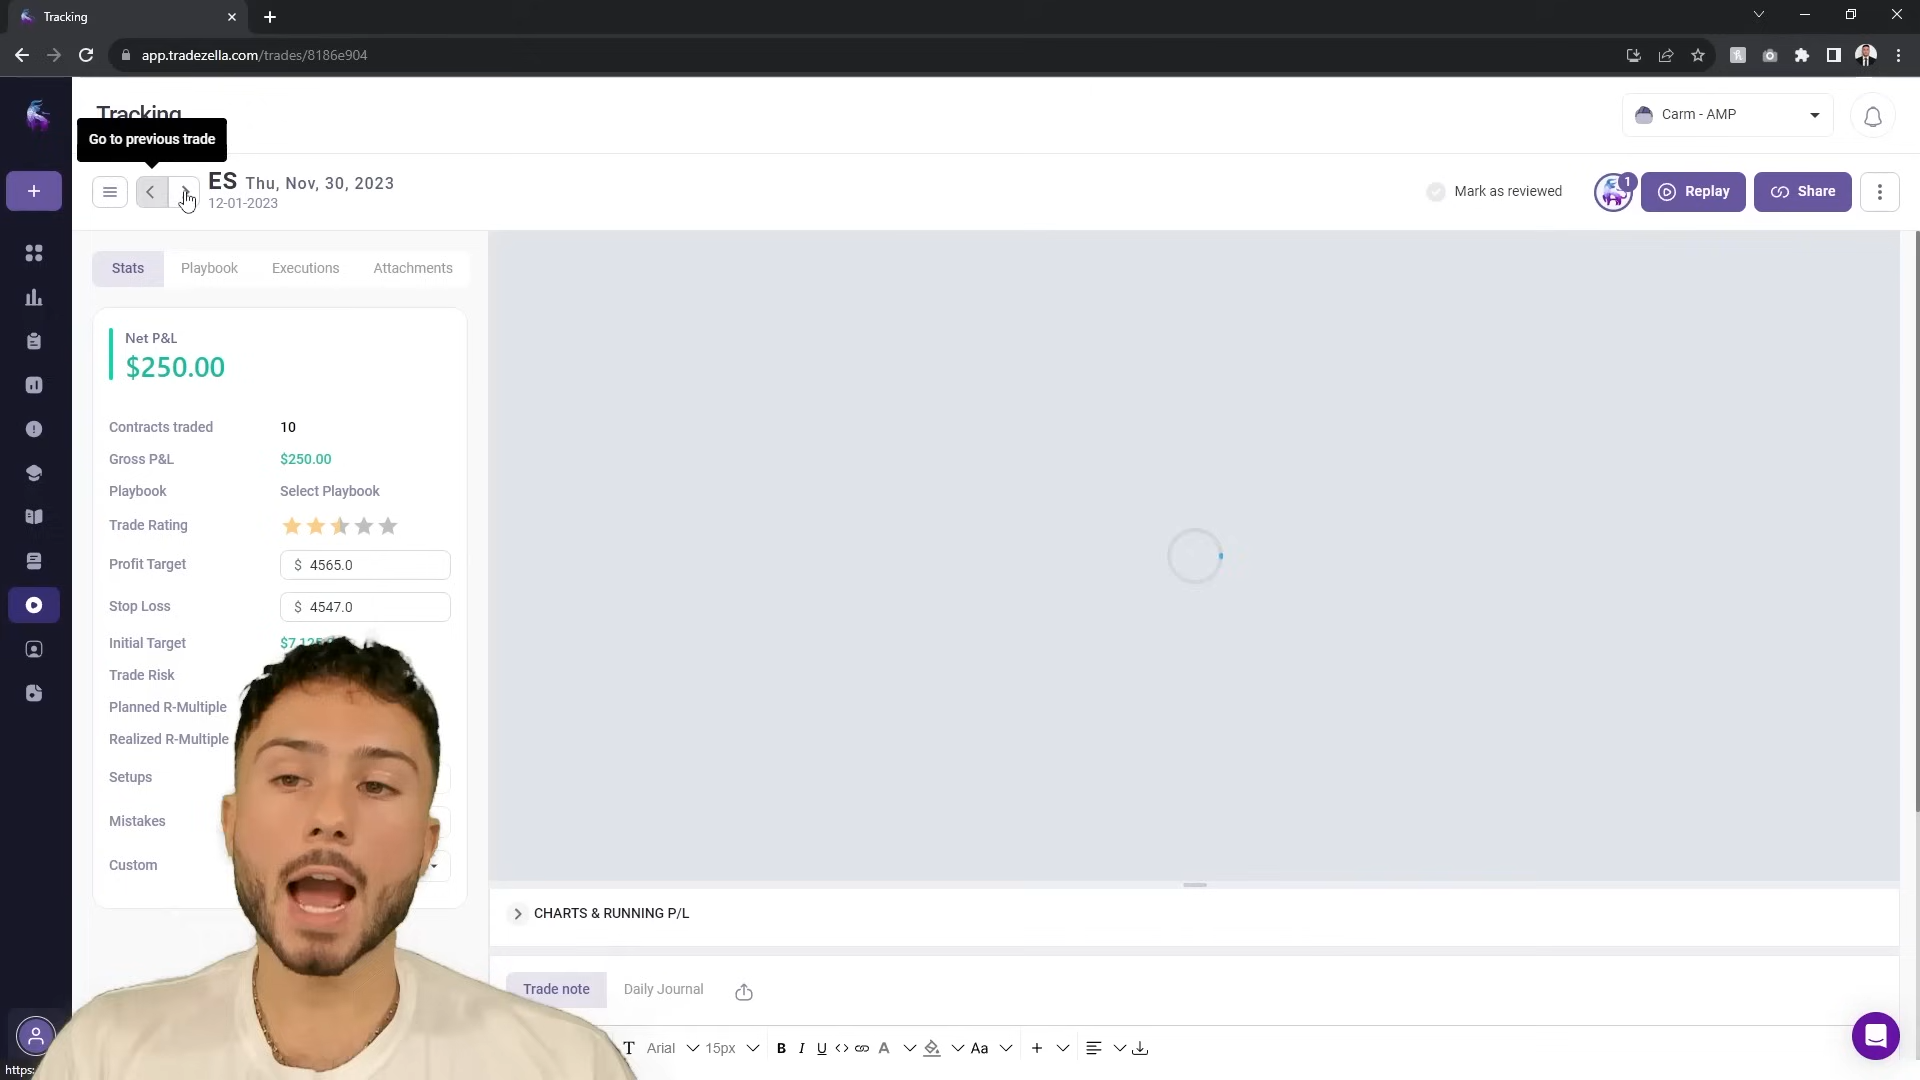 Tracking
app.tradezella.com/trades/8186e904
Tracking
Carm - AMP
Go to previous trade
ES Thu, Nov, 30, 2023
12-01-2023
Mark as reviewed
1
Replay
Share
Stats Playbook Executions Attachments
Net P&L
$250.00
Contracts traded 10
Gross P&L $250.00
Playbook Select Playbook
Trade Rating
Profit Target $ 4565.0
Stop Loss $ 4547.0
Initial Target
Trade Risk
Planned R-Multiple
Realized R-Multiple
Setups
Mistakes
Custom
CHARTS & RUNNING P/L
Trade note Daily Journal
T Arial 15px B I U A Aa
https: